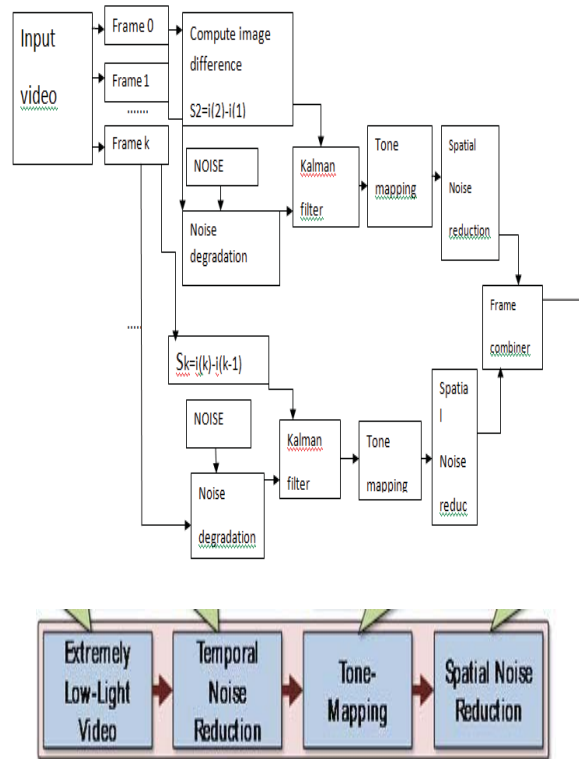 Input
video
Frame 0
Frame 1
.......
Frame k
Compute image
difference
S2=i(2)-i(1)
NOISE
Noise
degradation
Kalman
filter
Tone
mapping
Spatial
Noise
reduction
Frame
combiner
.....
Sk=i(k)-i(k-1)
NOISE
Noise
degradation
Kalman
filter
Tone
mapping
Spatia
l
Noise
reduc
Extremely
Low-Light
Video
Temporal
Noise
Reduction
Tone-
Mapping
Spatial Noise
Reduction